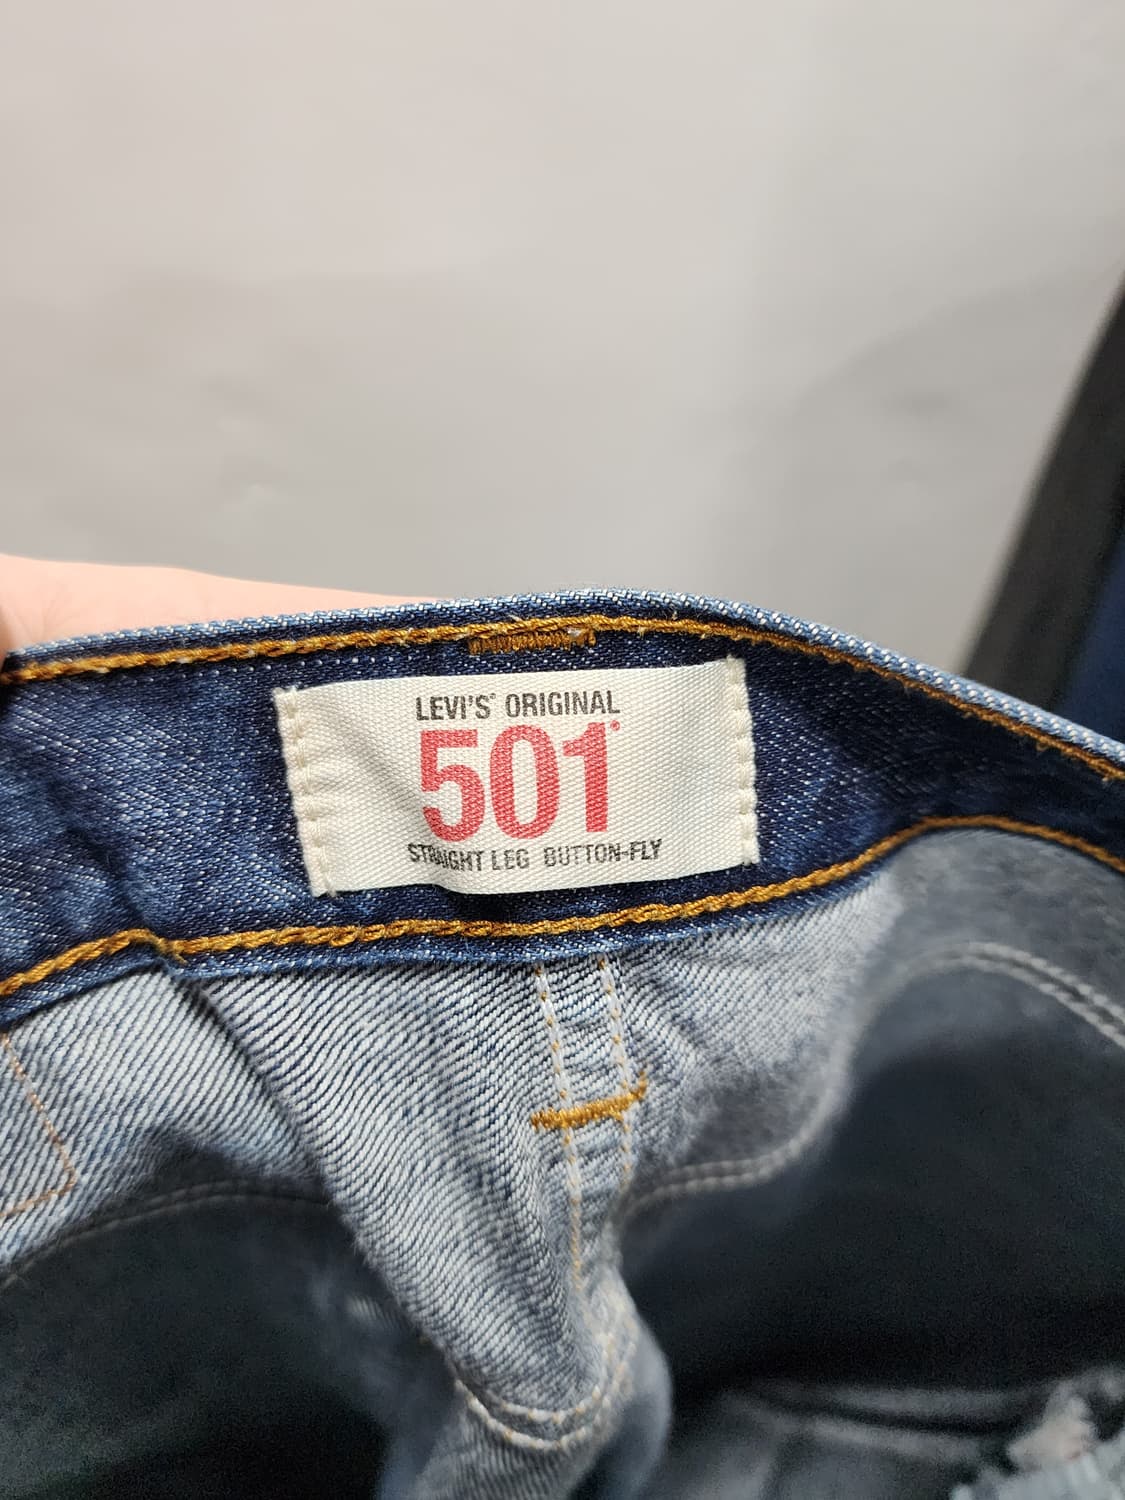 LEVI'S® ORIGINAL
501®
STRAIGHT LEG BUTTON-FLY